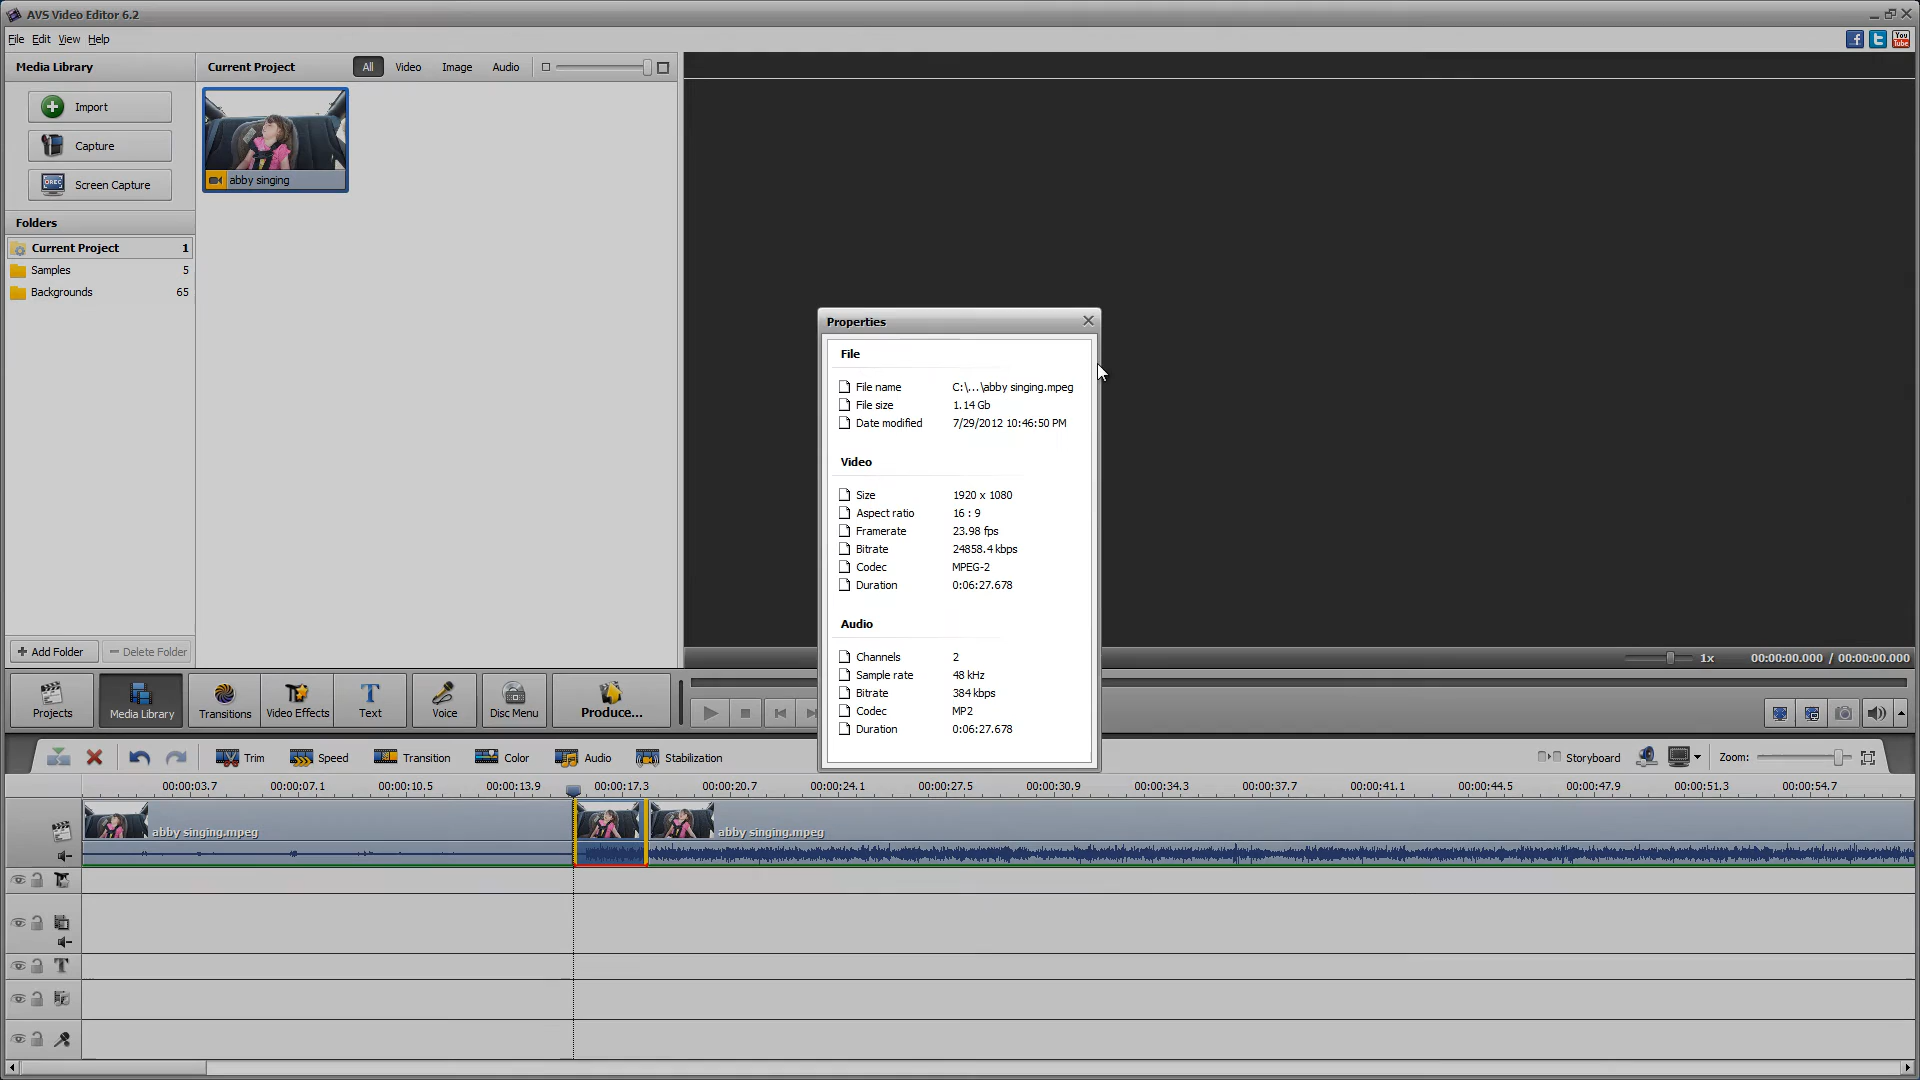 AVS Video Editor 6.2
File Edit View Help
You Tube
Media Library
Current Project All Video Image Audio
Import
Capture
Screen Capture
abby singing
Folders
Current Project 1
Samples 5
Backgrounds 65
Properties
File
File name C:\...\abby singing.mpeg
File size 1.14 Gb
Date modified 7/29/2012 10:46:50 PM
Video
Size 1920 x 1080
Aspect ratio 16 : 9
Framerate 23.98 fps
Bitrate 24858.4 kbps
Codec MPEG-2
Duration 0:06:27.678
Audio
Channels 2
Sample rate 48 kHz
Bitrate 384 kbps
Codec MP2
Duration 0:06:27.678
Add Folder Delete Folder
1x 00:00:00.000 / 00:00:00.000
Projects Media Library Transitions Video Effects Text Voice Disc Menu Produce...
Trim Speed Transition Color Audio Stabilization Storyboard Zoom:
00:00:03.7 00:00:07.1 00:00:10.5 00:00:13.9 00:00:17.3 00:00:20.7 00:00:24.1 00:00:27.5 00:00:30.9 00:00:34.3 00:00:37.7 00:00:41.1 00:00:44.5 00:00:47.9 00:00:51.3 00:00:54.7
abby singing.mpeg abby singing.mpeg